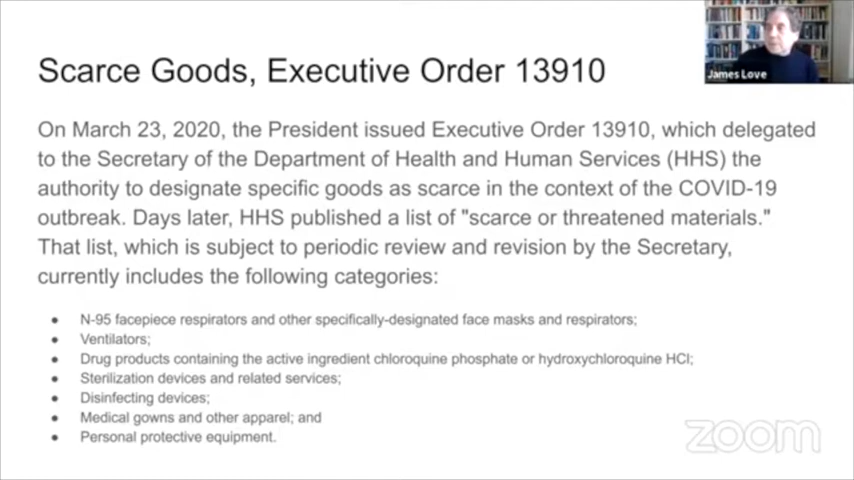 Scarce Goods, Executive Order 13910
James Love
On March 23, 2020, the President issued Executive Order 13910, which delegated
to the Secretary of the Department of Health and Human Services (HHS) the
authority to designate specific goods as scarce in the context of the COVID-19
outbreak. Days later, HHS published a list of "scarce or threatened materials."
That list, which is subject to periodic review and revision by the Secretary,
currently includes the following categories:
● N-95 facepiece respirators and other specifically-designated face masks and respirators;
● Ventilators;
● Drug products containing the active ingredient chloroquine phosphate or hydroxychloroquine HCl;
● Sterilization devices and related services;
● Disinfecting devices;
● Medical gowns and other apparel; and
● Personal protective equipment.
zoom